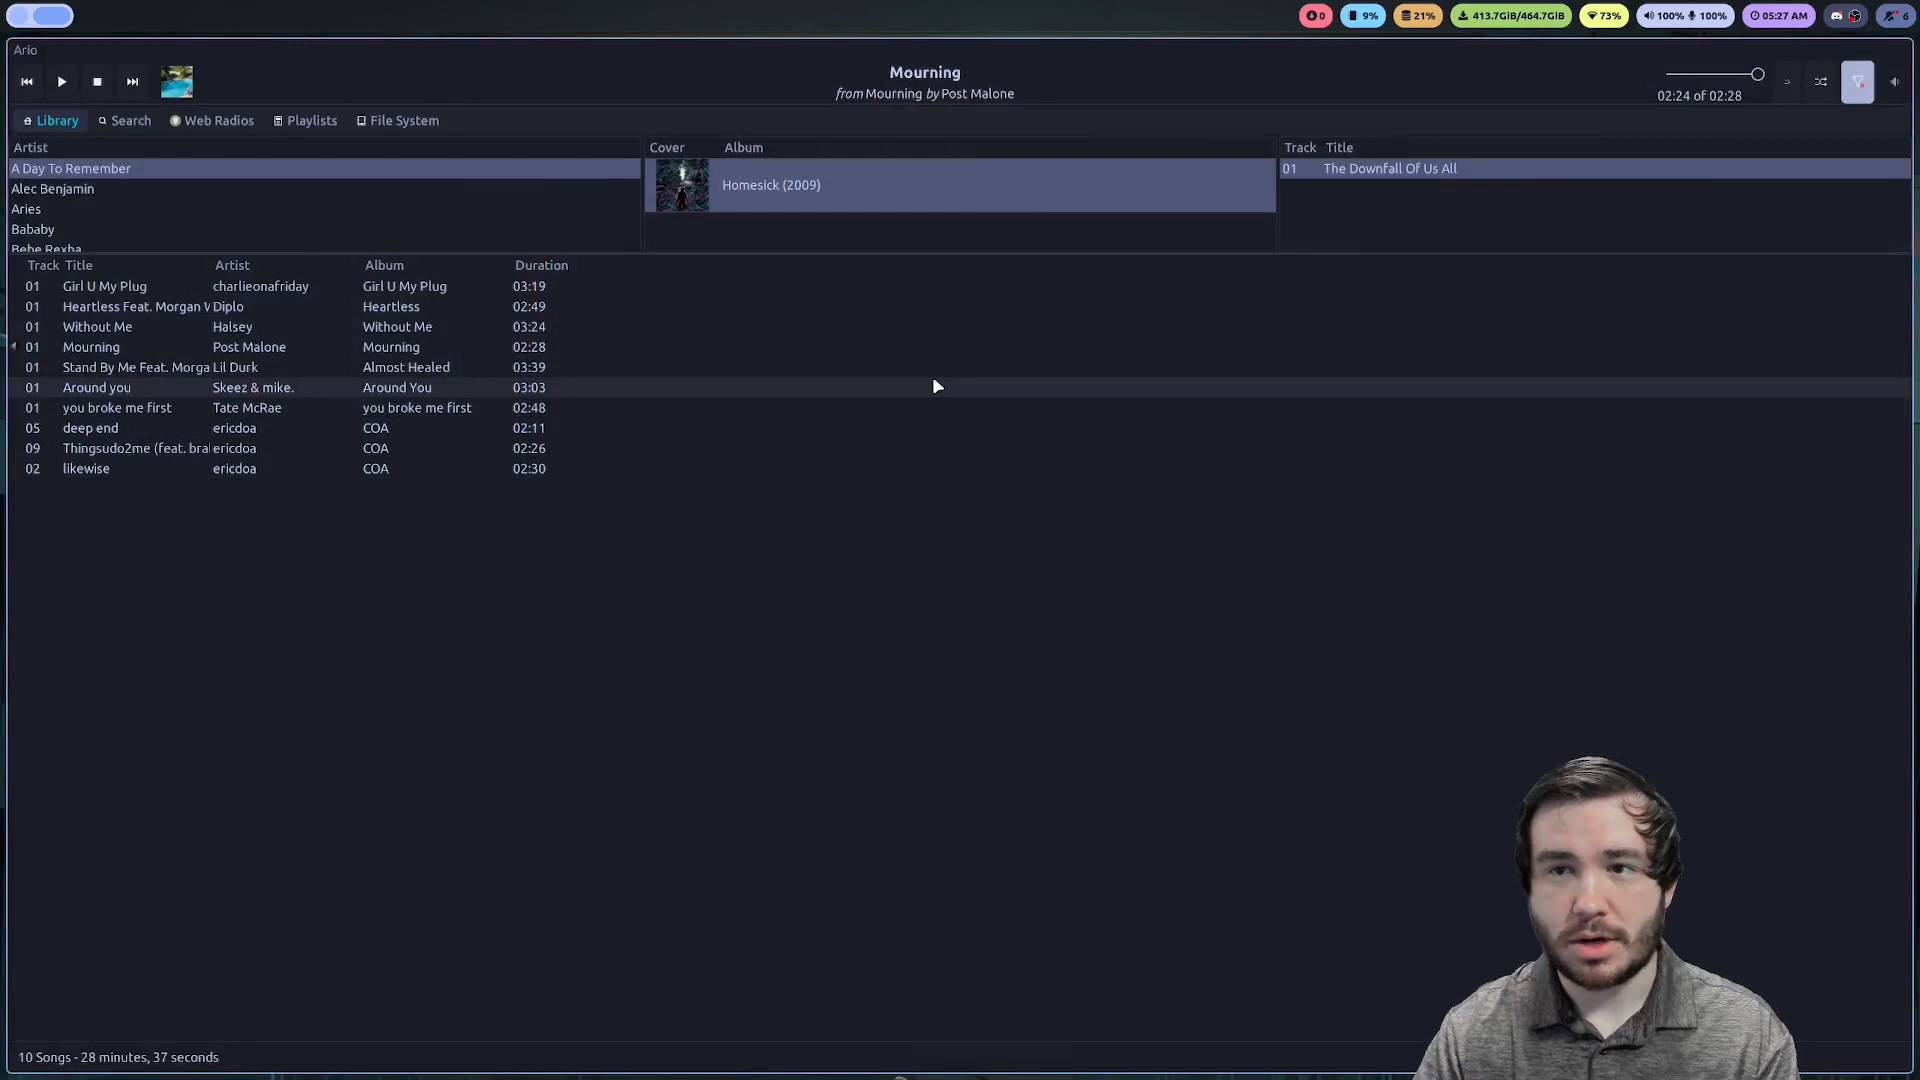 0 9% 21% 413.7GiB/464.7GiB 73% 100% 100% 05:27 AM 6
Ario
Mourning
from Mourning by Post Malone
02:24 of 02:28
Library Search Web Radios Playlists File System
Artist Cover Album Track Title
A Day To Remember
Alec Benjamin
Aries
Bababy
Bebe Rexha
Homesick (2009)
01 The Downfall Of Us All
Track Title Artist Album Duration
01 Girl U My Plug charlieonafriday Girl U My Plug 03:19
01 Heartless Feat. Morgan Diplo Heartless 02:49
01 Without Me Halsey Without Me 03:24
01 Mourning Post Malone Mourning 02:28
01 Stand By Me Feat. Morga Lil Durk Almost Healed 03:39
01 Around you Skeez & mike. Around You 03:03
01 you broke me first Tate McRae you broke me first 02:48
05 deep end ericdoa COA 02:11
09 Thingsudo2me (feat. bra ericdoa COA 02:26
02 likewise ericdoa COA 02:30
10 Songs - 28 minutes, 37 seconds